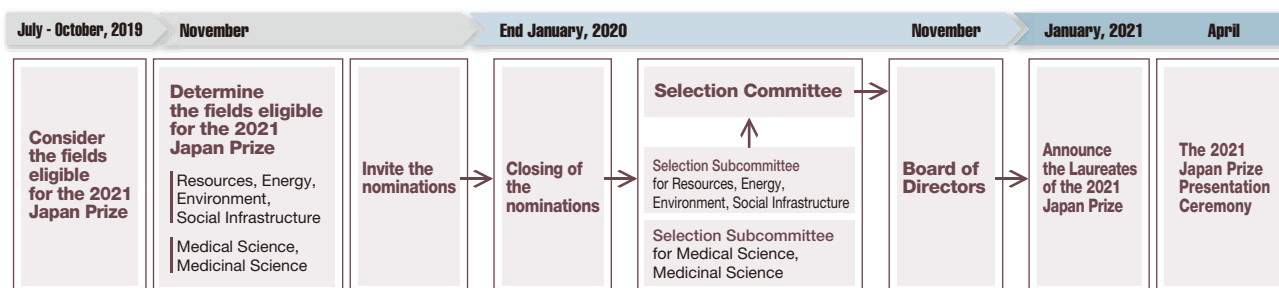 July - October, 2019
November
End January, 2020
November
January, 2021
April
Consider
the fields
eligible
for the 2021
Japan Prize
Determine
the fields eligible
for the 2021
Japan Prize
Resources, Energy,
Environment,
Social Infrastructure
Medical Science,
Medicinal Science
Invite the
nominations
Closing of
the
nominations
Selection Committee
Selection Subcommittee
for Resources, Energy,
Environment, Social Infrastructure
Selection Subcommittee
for Medical Science,
Medicinal Science
Board of
Directors
Announce
the Laureates
of the 2021
Japan Prize
The 2021
Japan Prize
Presentation
Ceremony